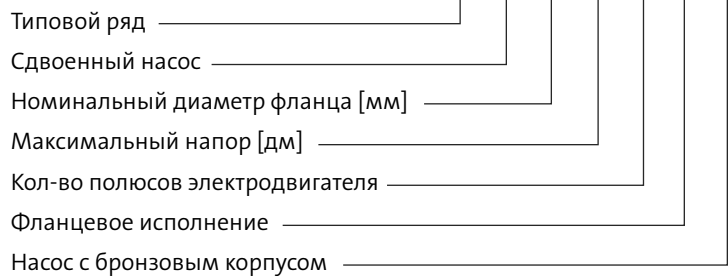 Типовой ряд
Сдвоенный насос
Номинальный диаметр фланца [мм]
Максимальный напор [дм]
Кол-во полюсов электродвигателя
Фланцевое исполнение
Насос с бронзовым корпусом